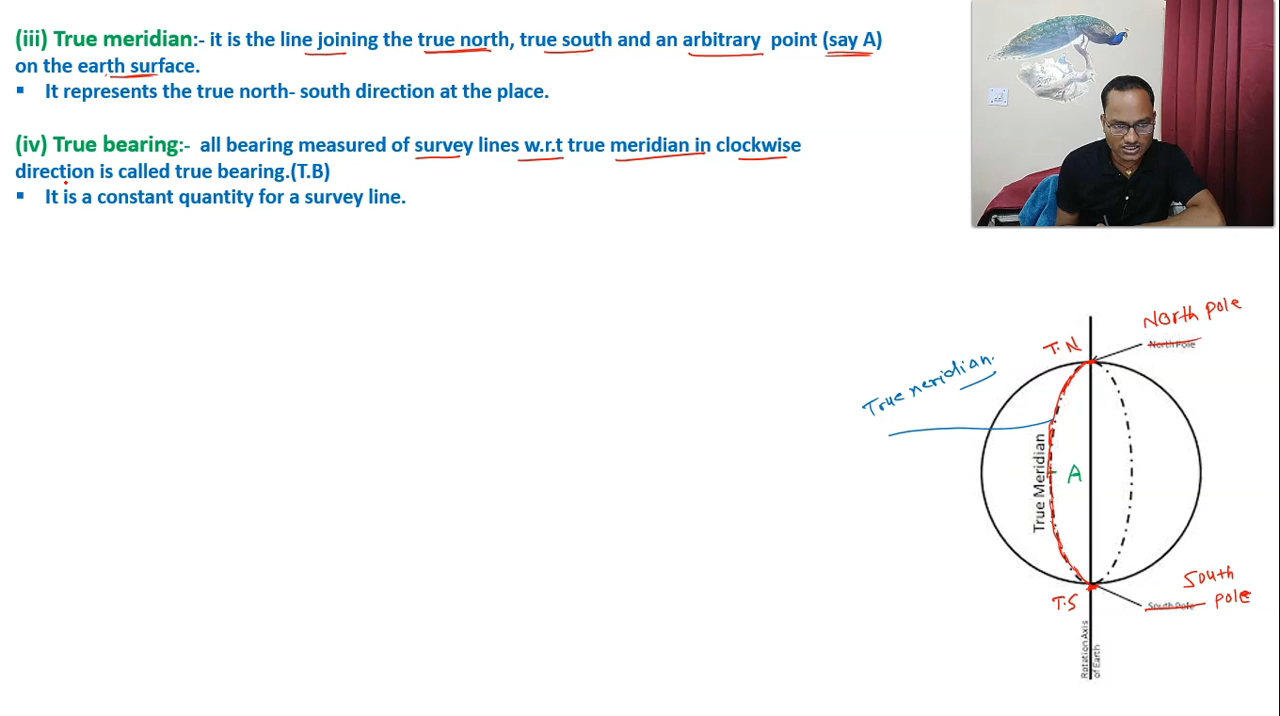 (iii) True meridian:- it is the line joining the true north, true south and an arbitrary point (say A)
on the earth surface.
▪ It represents the true north- south direction at the place.
(iv) True bearing:- all bearing measured of survey lines w.r.t true meridian in clockwise
direction is called true bearing.(T.B)
▪ It is a constant quantity for a survey line.
North pole
T.N
North Pole
True meridian.
True Meridian
A
South
pole
T.S
South Pole
Rotation Axis
of Earth